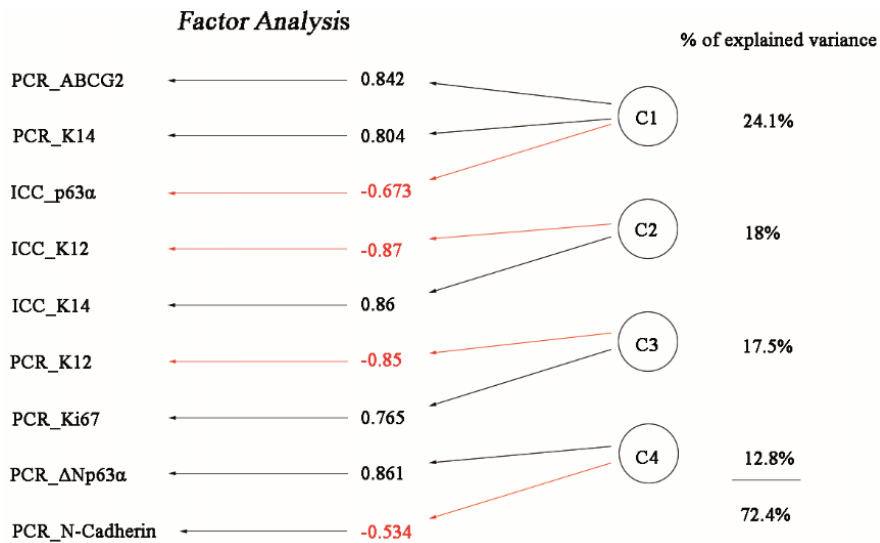 Factor Analysis
% of explained variance
PCR_ABCG2 0.842
C1 24.1%
PCR_K14 0.804
ICC_p63α -0.673
C2 18%
ICC_K12 -0.87
ICC_K14 0.86
C3 17.5%
PCR_K12 -0.85
PCR_Ki67 0.765
C4 12.8%
PCR_ΔNp63α 0.861
72.4%
PCR_N-Cadherin -0.534